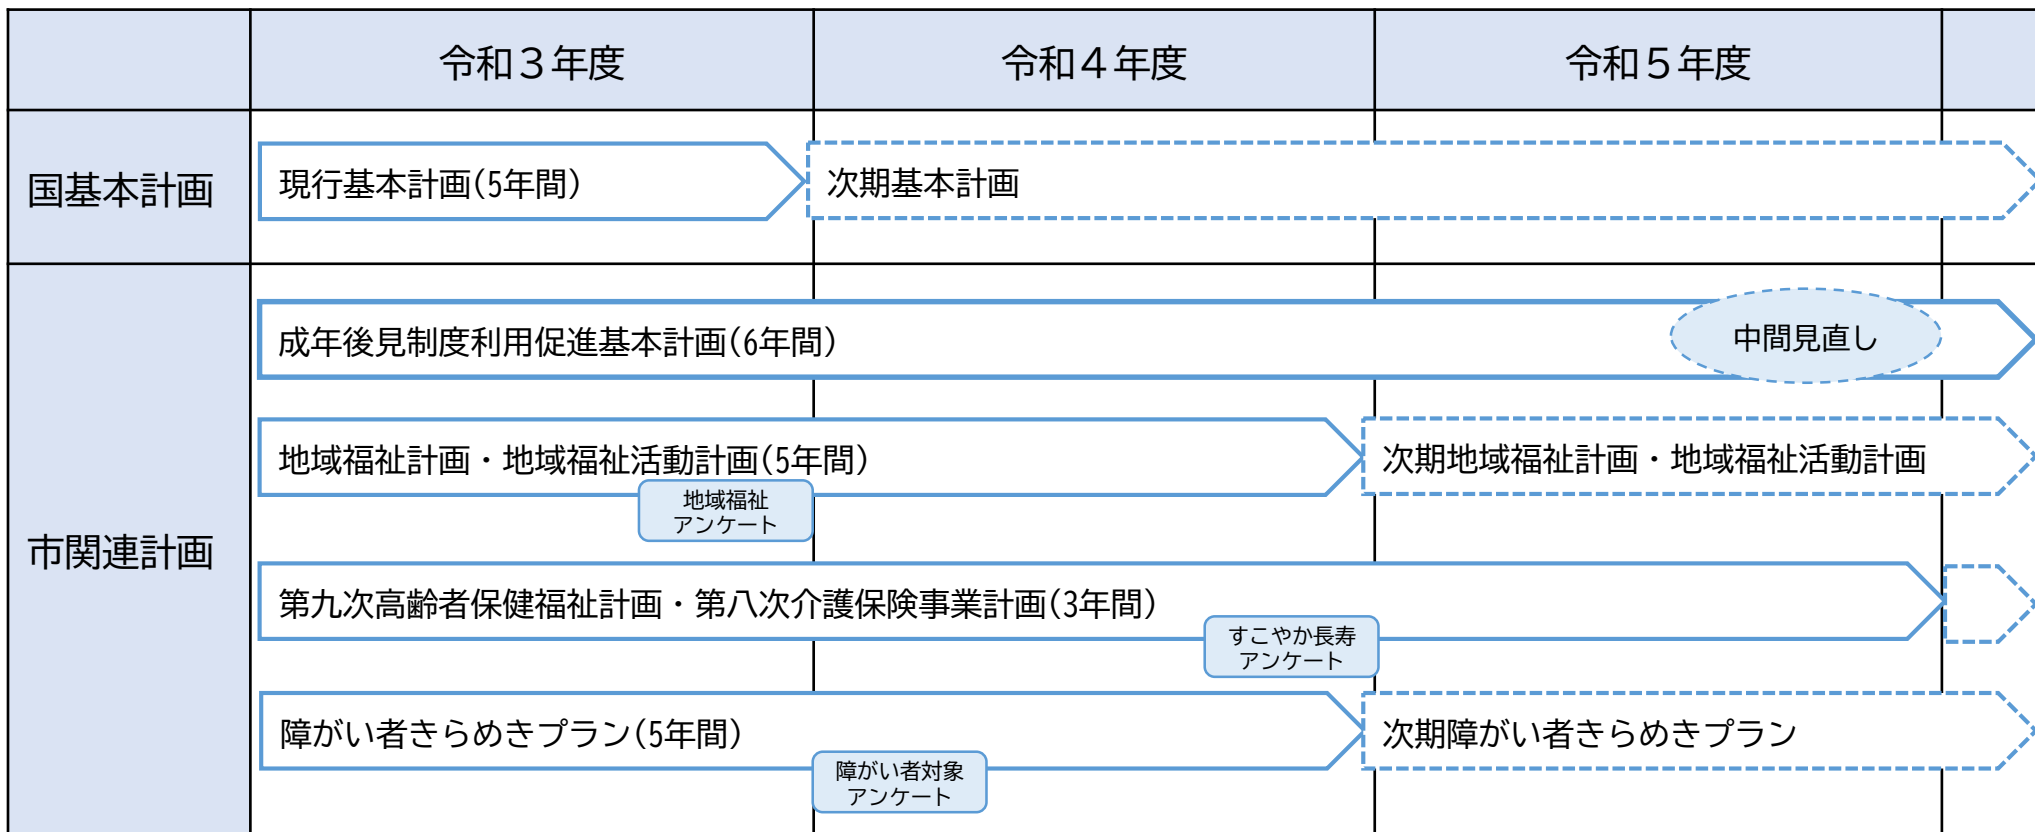 令和３年度
令和４年度
令和５年度
国基本計画
現行基本計画(5年間)
次期基本計画
市関連計画
成年後見制度利用促進基本計画(6年間)
中間見直し
地域福祉計画・地域福祉活動計画(5年間)
次期地域福祉計画・地域福祉活動計画
地域福祉
アンケート
第九次高齢者保健福祉計画・第八次介護保険事業計画(3年間)
すこやか長寿
アンケート
障がい者きらめきプラン(5年間)
次期障がい者きらめきプラン
障がい者対象
アンケート